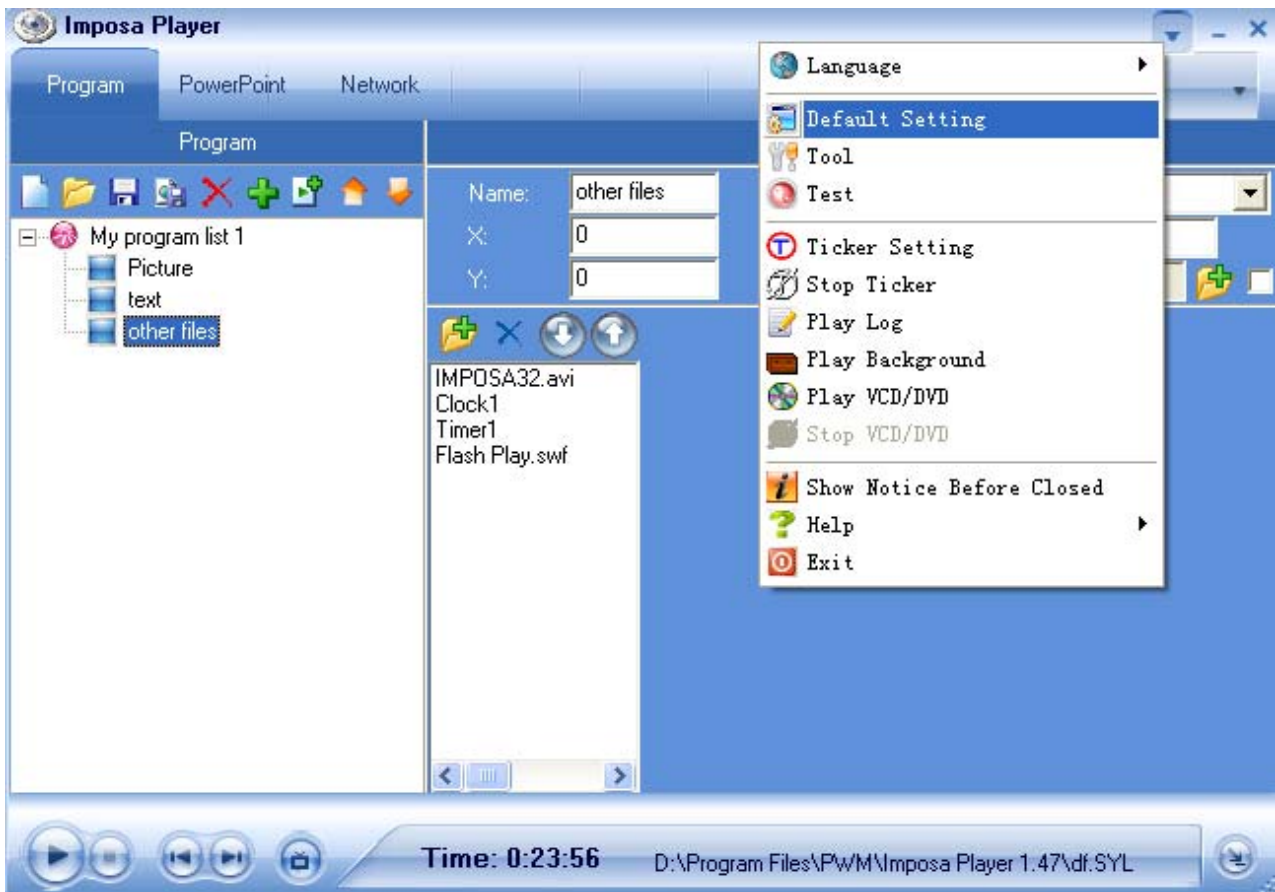 Imposa Player
Program
PowerPoint
Network
Program
My program list 1
Picture
text
other files
Name:
other files
X:
0
Y:
0
IMPOSA32.avi
Clock1
Timer1
Flash Play.swf
Language
Default Setting
Tool
Test
Ticker Setting
Stop Ticker
Play Log
Play Background
Play VCD/DVD
Stop VCD/DVD
Show Notice Before Closed
Help
Exit
Time: 0:23:56
D:\Program Files\PWM\Imposa Player 1.47\df.SYL